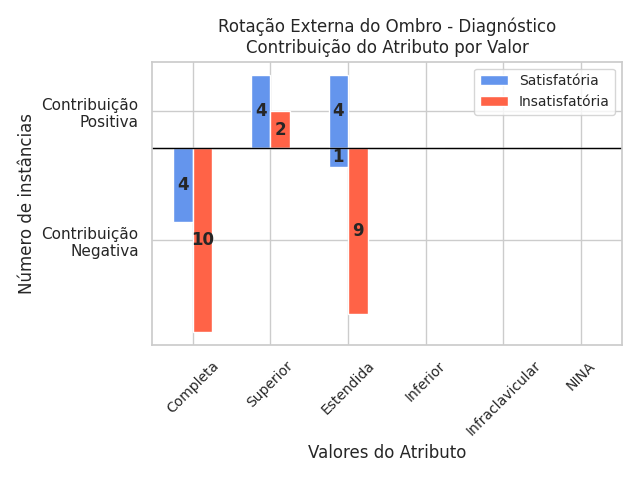 Rotação Externa do Ombro - Diagnóstico
Contribuição do Atributo por Valor
Satisfatória
Insatisfatória
Contribuição
Positiva
Contribuição
Negativa
Número de instâncias
4
10
4
2
4
1
9
Completa
Superior
Estendida
Inferior
Infraclavicular
NINA
Valores do Atributo